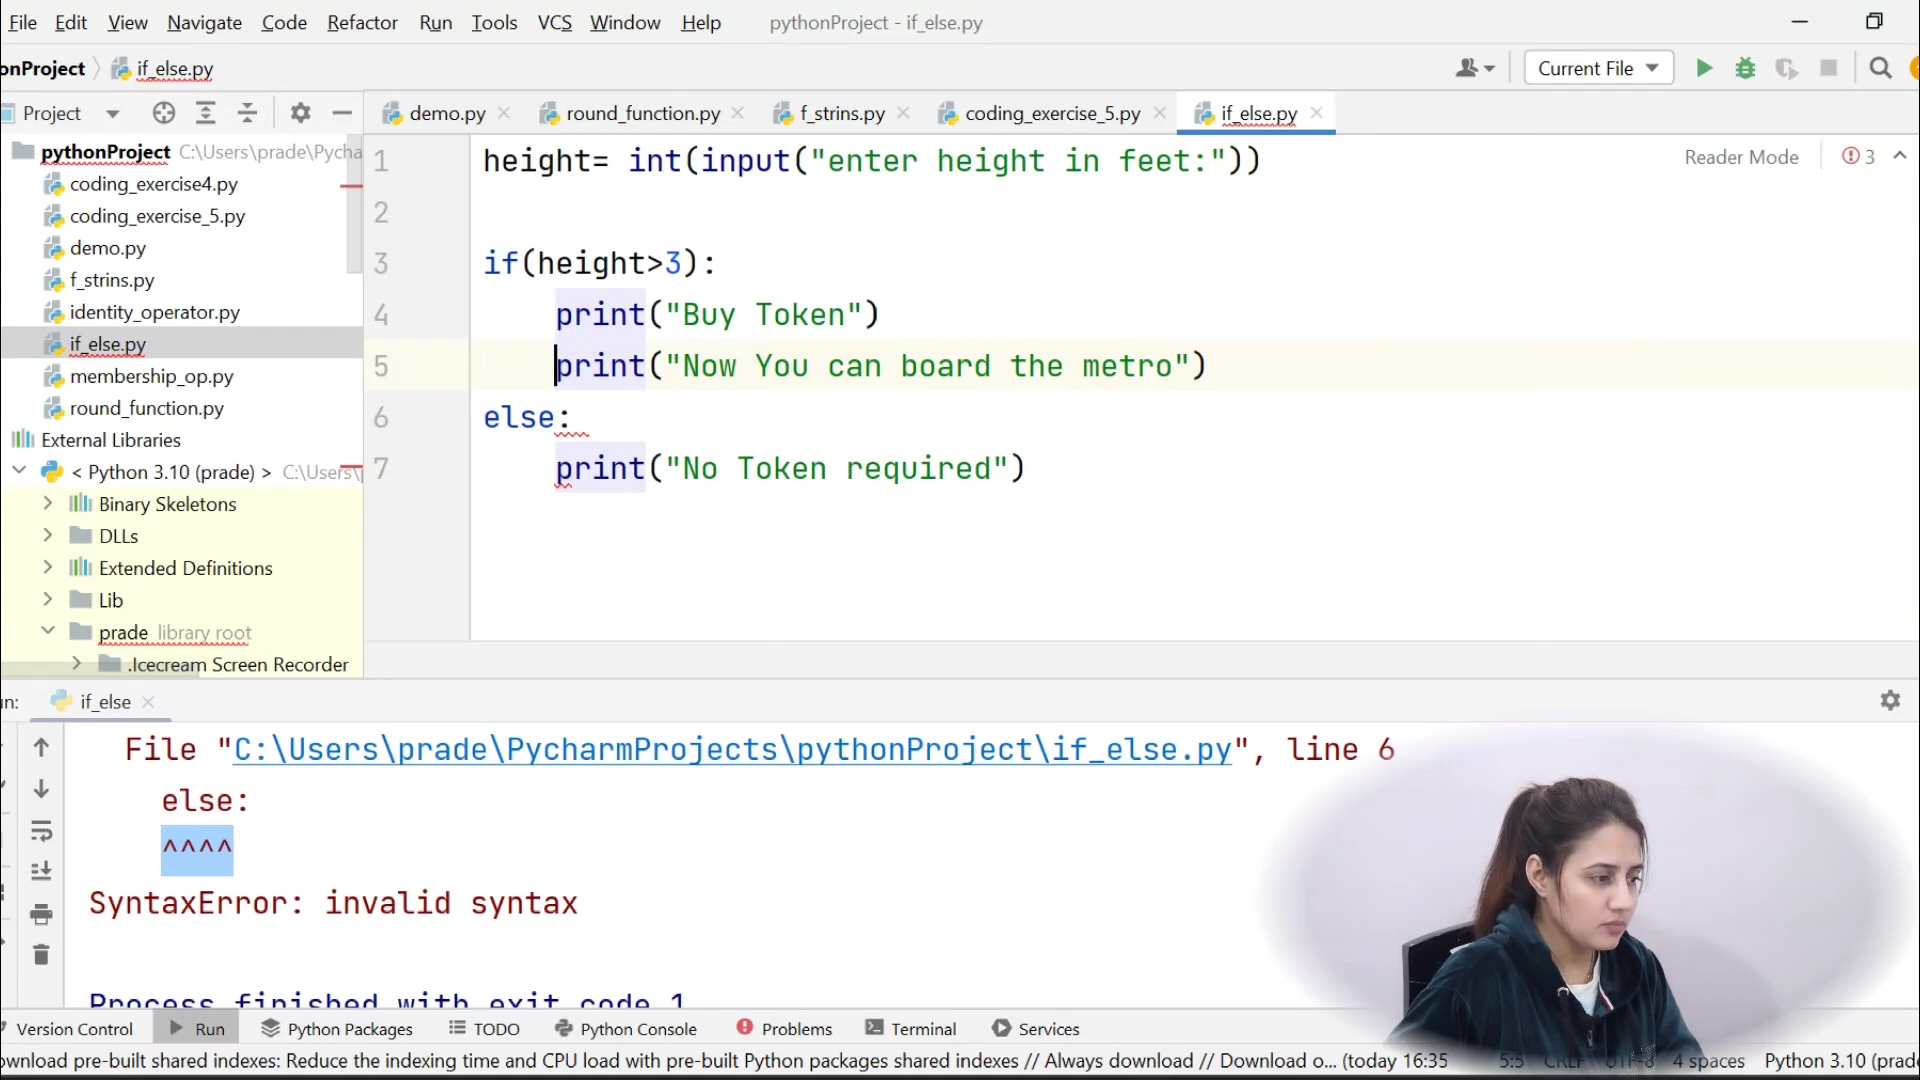 File Edit View Navigate Code Refactor Run Tools VCS Window Help pythonProject - if_else.py
onProject if_else.py Current File
Project demo.py round_function.py f_strins.py coding_exercise_5.py if_else.py
pythonProject C:\Users\prade\Pycha
coding_exercise4.py
coding_exercise_5.py
demo.py
f_strins.py
identity_operator.py
if_else.py
membership_op.py
round_function.py
External Libraries
< Python 3.10 (prade) > C:\Users\
Binary Skeletons
DLLs
Extended Definitions
Lib
prade library root
.Icecream Screen Recorder
Reader Mode 3
1 height= int(input("enter height in feet:"))
2
3 if(height>3):
4 print("Buy Token")
5 print("Now You can board the metro")
6 else:
7 print("No Token required")
un: if_else
File "C:\Users\prade\PycharmProjects\pythonProject\if_else.py", line 6
else:
^^^^
SyntaxError: invalid syntax
Process finished with exit code 1
Version Control Run Python Packages TODO Python Console Problems Terminal Services
ownload pre-built shared indexes: Reduce the indexing time and CPU load with pre-built Python packages shared indexes // Always download // Download o... (today 16:35 5:5 CRLF UTF-8 4 spaces Python 3.10 (prade